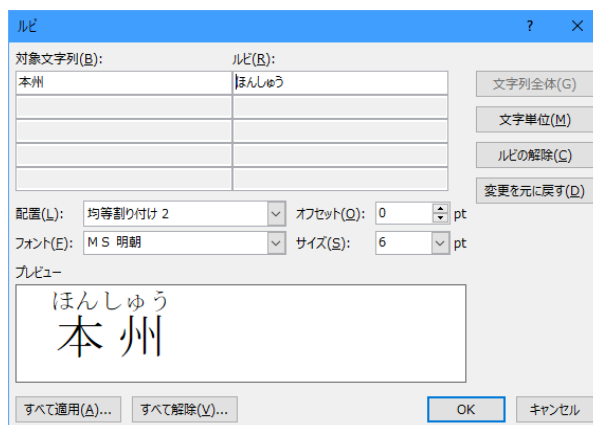 ルビ ? ×
対象文字列(B): ルビ(R):
本州 ほんしゅう 文字列全体(G)
文字単位(M)
ルビの解除(C)
変更を元に戻す(D)
配置(L): 均等割り付け 2 オフセット(O): 0 pt
フォント(F): ＭＳ 明朝 サイズ(S): 6 pt
プレビュー
ほんしゅう
本州
すべて適用(A)... すべて解除(V)... OK キャンセル